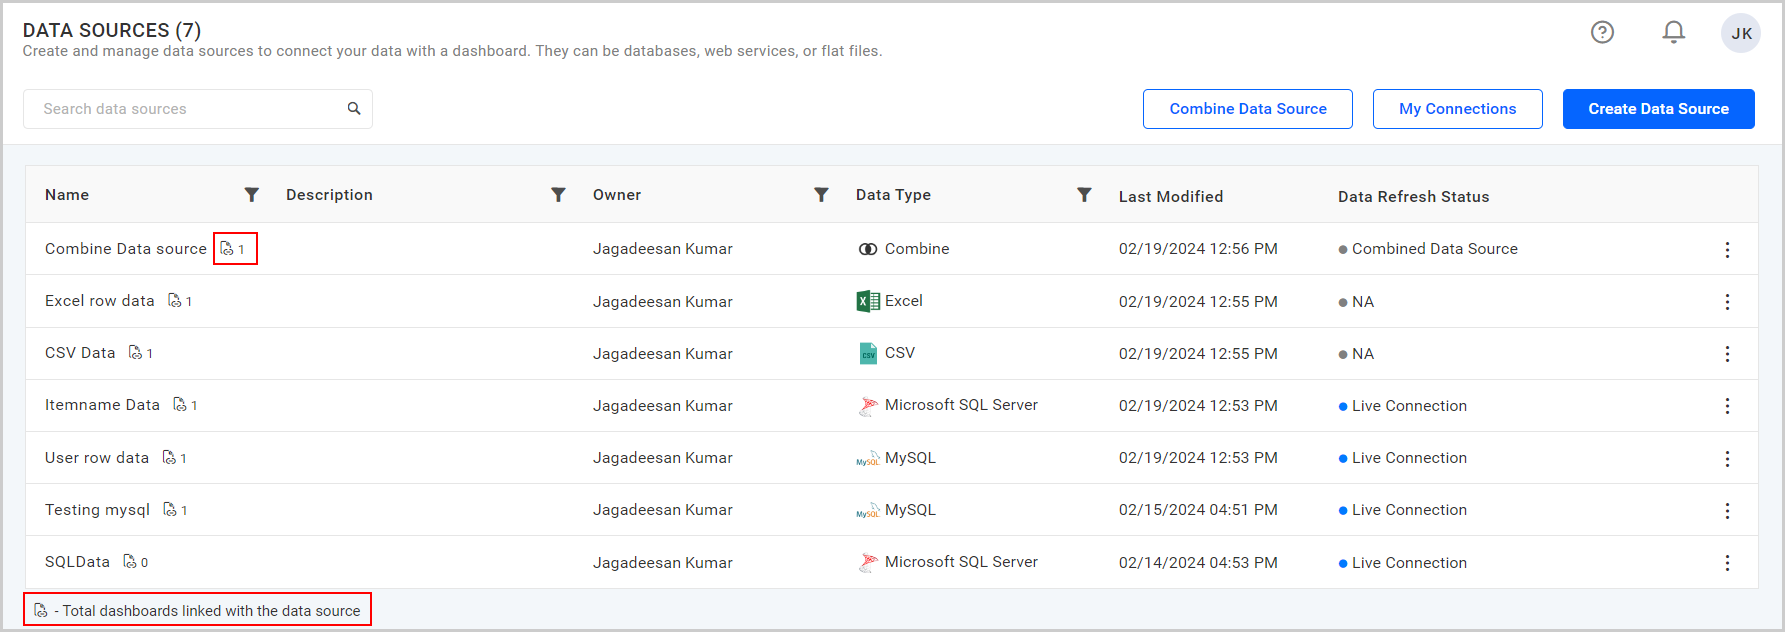 DATA SOURCES (7)
Create and manage data sources to connect your data with a dashboard. They can be databases, web services, or flat files.
JK
Search data sources
Combine Data Source
My Connections
Create Data Source
Name Description Owner Data Type Last Modified Data Refresh Status
Combine Data source 1 Jagadeesan Kumar Combine 02/19/2024 12:56 PM Combined Data Source
Excel row data 1 Jagadeesan Kumar X Excel 02/19/2024 12:55 PM NA
CSV Data 1 Jagadeesan Kumar CSV CSV 02/19/2024 12:55 PM NA
Itemname Data 1 Jagadeesan Kumar Microsoft SQL Server 02/19/2024 12:53 PM Live Connection
User row data 1 Jagadeesan Kumar MySQL MySQL 02/19/2024 12:53 PM Live Connection
Testing mysql 1 Jagadeesan Kumar MySQL MySQL 02/15/2024 04:51 PM Live Connection
SQLData 0 Jagadeesan Kumar Microsoft SQL Server 02/14/2024 04:53 PM Live Connection
- Total dashboards linked with the data source